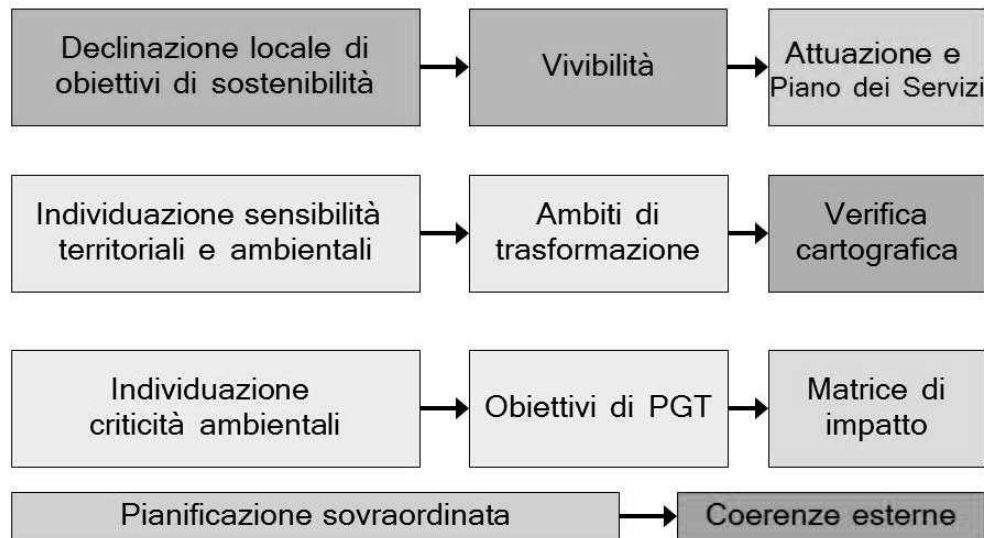 Declinazione locale di
obiettivi di sostenibilità
Vivibilità
Attuazione e
Piano dei Servizi
Individuazione sensibilità
territoriali e ambientali
Ambiti di
trasformazione
Verifica
cartografica
Individuazione
criticità ambientali
Obiettivi di PGT
Matrice di
impatto
Pianificazione sovraordinata
Coerenze esterne